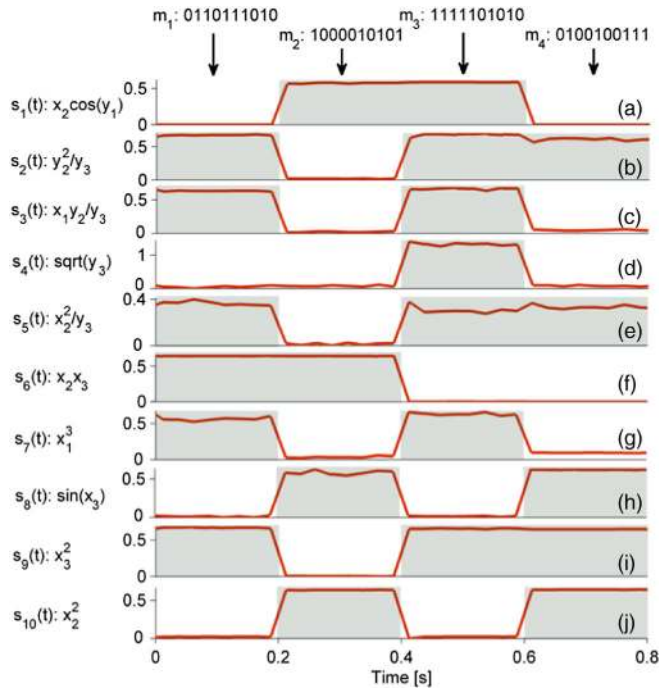 m₁: 0110111010
m₂: 1000010101
m₃: 11111101010
m₄: 0100100111
s₁(t): x₂cos(y₁)
0.5
0
(a)
s₂(t): y₂²/y₃
0.5
0
(b)
s₃(t): x₁y₂/y₃
0.5
0
(c)
s₄(t): sqrt(y₃)
1
0
(d)
s₅(t): x₂²/y₃
0.4
0
(e)
s₆(t): x₂x₃
0.5
0
(f)
s₇(t): x₁³
0.5
0
(g)
s₈(t): sin(x₃)
0.5
0
(h)
s₉(t): x₃²
0.5
0
(i)
s₁₀(t): x₂²
0.5
0
(j)
0 0.2 0.4 0.6 0.8
Time [s]